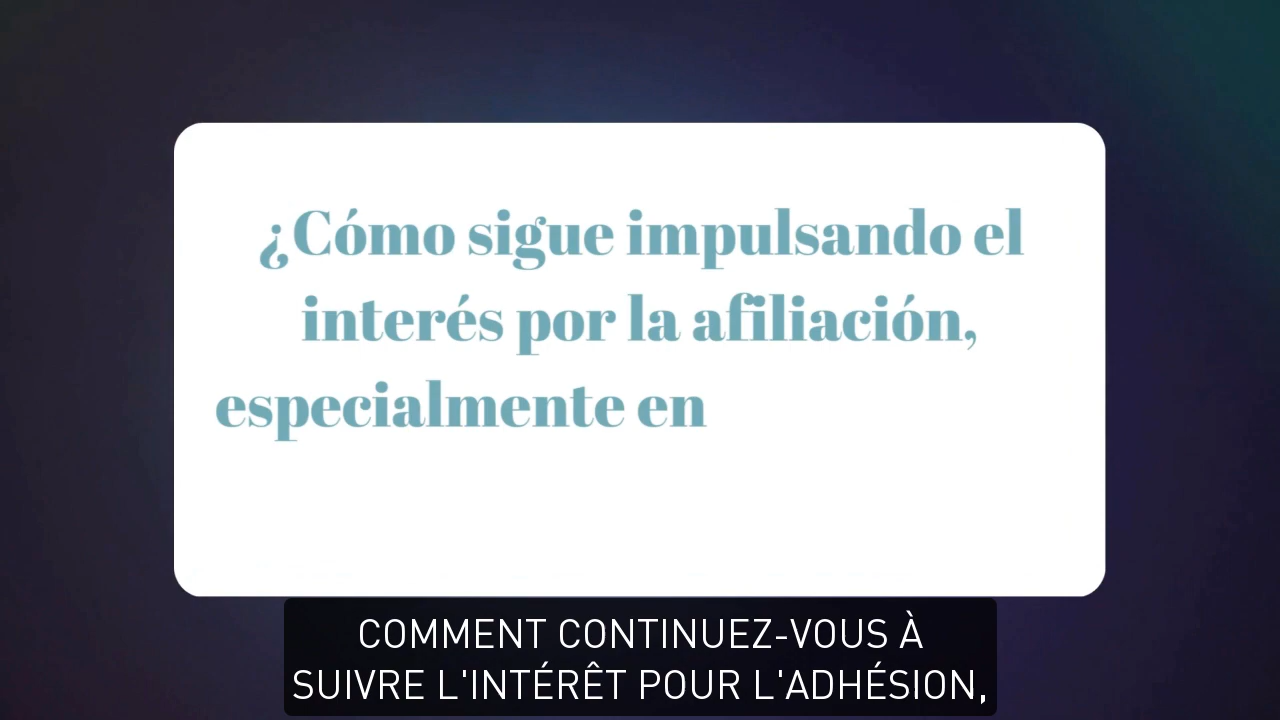 ¿Cómo sigue impulsando el
interés por la afiliación,
especialmente en
COMMENT CONTINUEZ-VOUS À
SUIVRE L'INTÉRÊT POUR L'ADHÉSION,